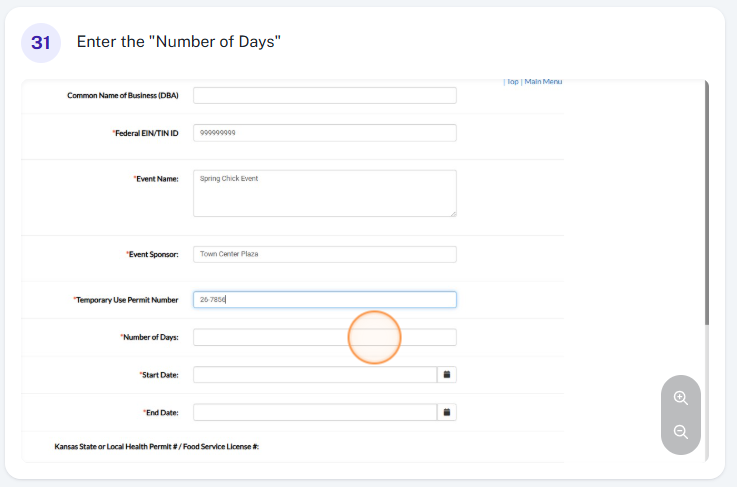 31 Enter the "Number of Days"
| Top | Main Menu
Common Name of Business (DBA)
*Federal EIN/TIN ID 999999999
*Event Name: Spring Chick Event
*Event Sponsor: Town Center Plaza
*Temporary Use Permit Number 26-7856
*Number of Days:
*Start Date:
*End Date:
Kansas State or Local Health Permit # / Food Service License #: